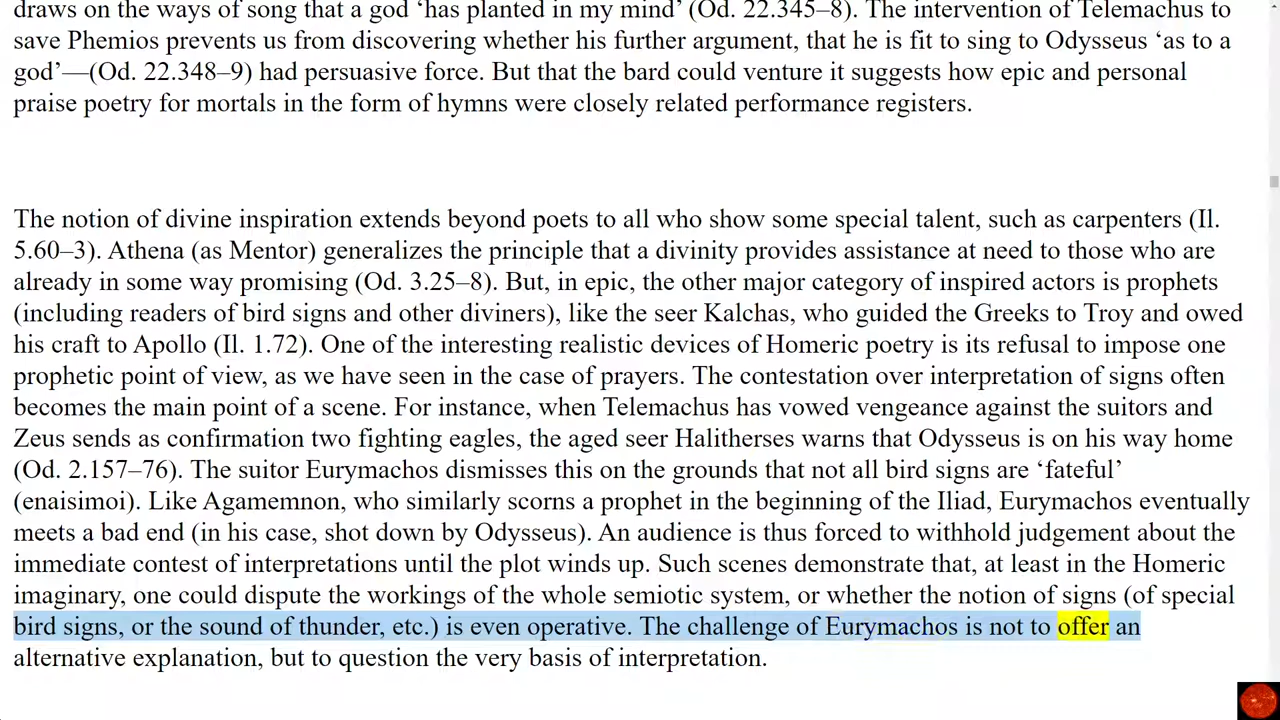 draws on the ways of song that a god ‘has planted in my mind’ (Od. 22.345–8). The intervention of Telemachus to
save Phemios prevents us from discovering whether his further argument, that he is fit to sing to Odysseus ‘as to a
god’—(Od. 22.348–9) had persuasive force. But that the bard could venture it suggests how epic and personal
praise poetry for mortals in the form of hymns were closely related performance registers.
The notion of divine inspiration extends beyond poets to all who show some special talent, such as carpenters (Il.
5.60–3). Athena (as Mentor) generalizes the principle that a divinity provides assistance at need to those who are
already in some way promising (Od. 3.25–8). But, in epic, the other major category of inspired actors is prophets
(including readers of bird signs and other diviners), like the seer Kalchas, who guided the Greeks to Troy and owed
his craft to Apollo (Il. 1.72). One of the interesting realistic devices of Homeric poetry is its refusal to impose one
prophetic point of view, as we have seen in the case of prayers. The contestation over interpretation of signs often
becomes the main point of a scene. For instance, when Telemachus has vowed vengeance against the suitors and
Zeus sends as confirmation two fighting eagles, the aged seer Halitherses warns that Odysseus is on his way home
(Od. 2.157–76). The suitor Eurymachos dismisses this on the grounds that not all bird signs are ‘fateful’
(enaisimoi). Like Agamemnon, who similarly scorns a prophet in the beginning of the Iliad, Eurymachos eventually
meets a bad end (in his case, shot down by Odysseus). An audience is thus forced to withhold judgement about the
immediate contest of interpretations until the plot winds up. Such scenes demonstrate that, at least in the Homeric
imaginary, one could dispute the workings of the whole semiotic system, or whether the notion of signs (of special
bird signs, or the sound of thunder, etc.) is even operative. The challenge of Eurymachos is not to offer an
alternative explanation, but to question the very basis of interpretation.